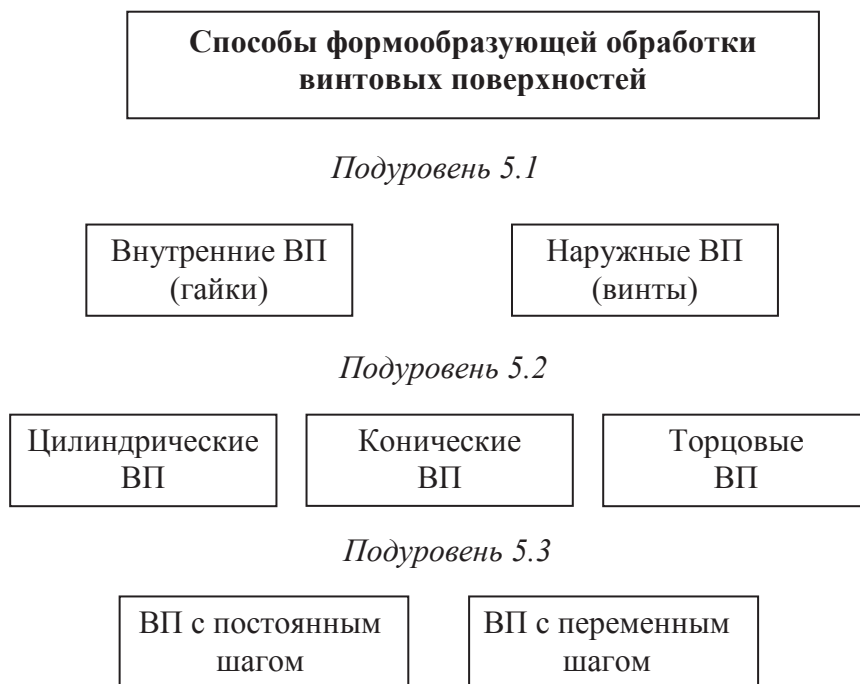 Способы формообразующей обработки
винтовых поверхностей
Подуровень 5.1
Внутренние ВП
(гайки)
Наружные ВП
(винты)
Подуровень 5.2
Цилиндрические
ВП
Конические
ВП
Торцовые
ВП
Подуровень 5.3
ВП с постоянным
шагом
ВП с переменным
шагом